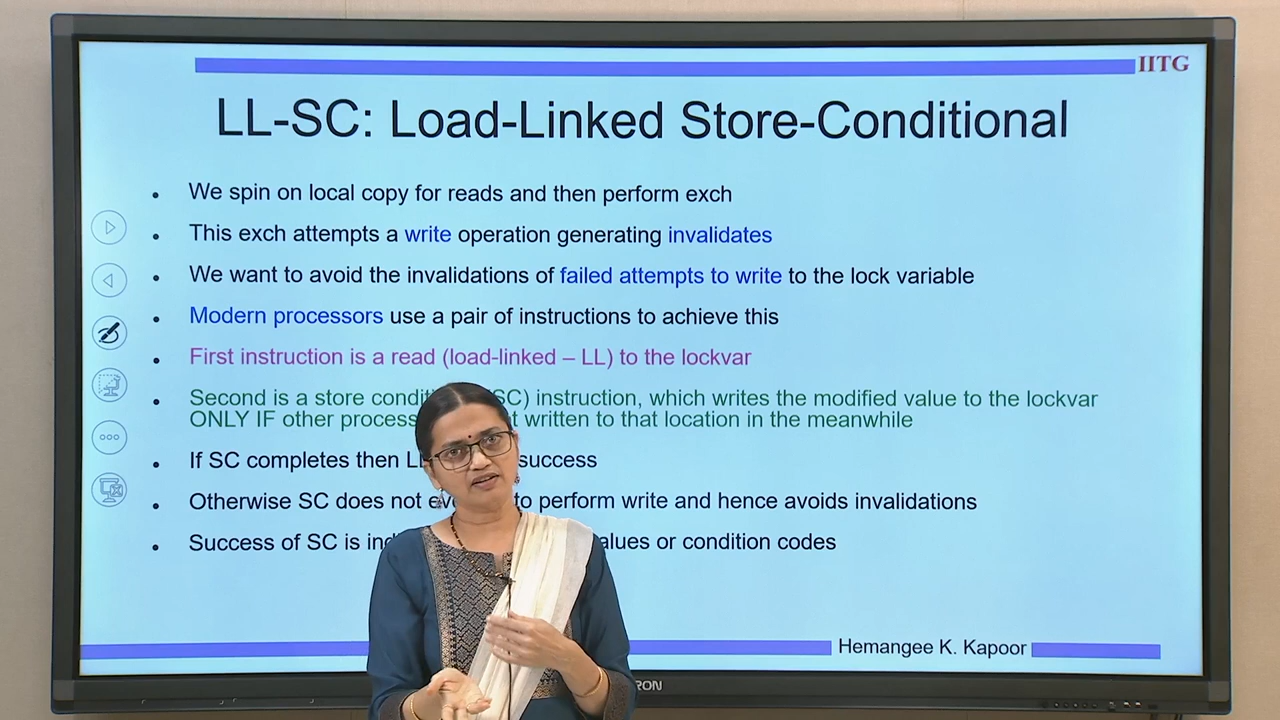 IITG
LL-SC: Load-Linked Store-Conditional
We spin on local copy for reads and then perform exch
This exch attempts a write operation generating invalidates
We want to avoid the invalidations of failed attempts to write to the lock variable
Modern processors use a pair of instructions to achieve this
First instruction is a read (load-linked – LL) to the lockvar
Second is a store SC) instruction, which writes the modified value to the lockvar
ONLY IF other written to that location in the meanwhile
If SC completes then success
Otherwise SC does not to perform write and hence avoids invalidations
Success of SC is or condition codes
Hemangee K. Kapoor